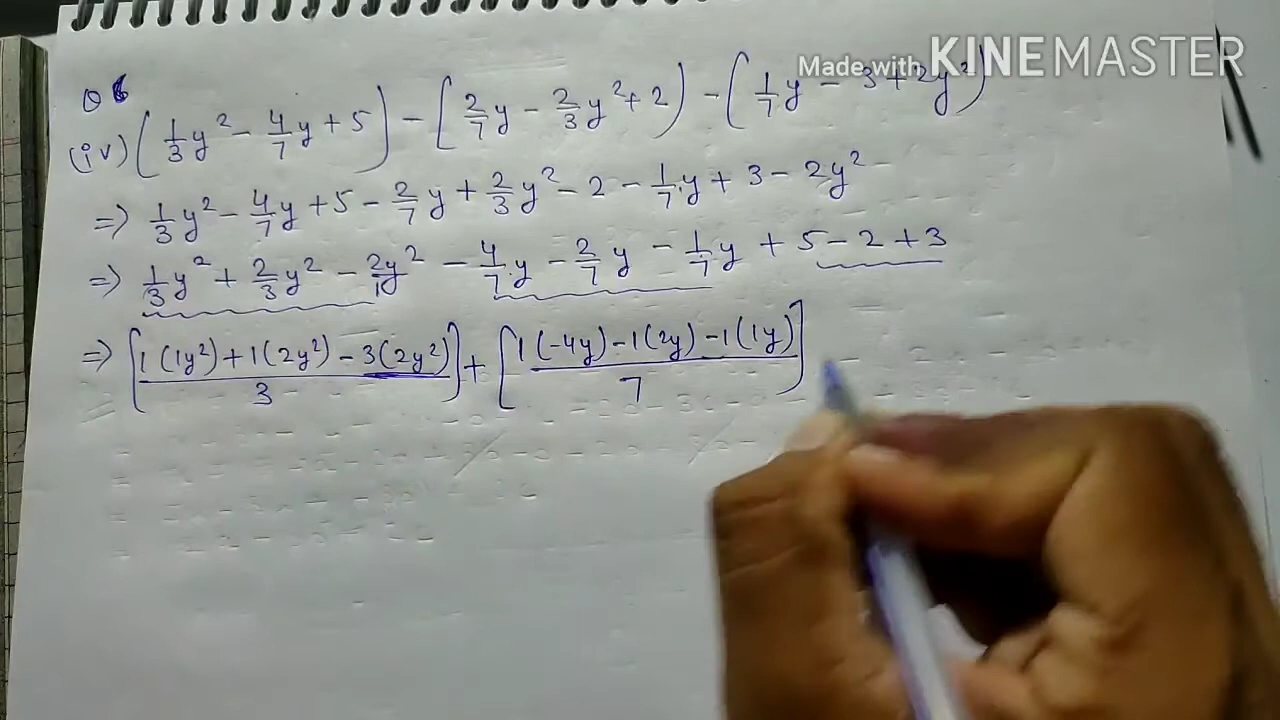 Made with KINEMASTER
Q 6
(iv) (1/3 y² - 4/7 y + 5) - [2/7 y - 2/3 y² + 2) - (1/7 y - 3 + 2y²)
⇒ 1/3 y² - 4/7 y + 5 - 2/7 y + 2/3 y² - 2 - 1/7 y + 3 - 2y²
⇒ 1/3 y² + 2/3 y² - 2y²/1 - 4/7 y - 2/7 y - 1/7 y + 5 - 2 + 3
⇒ [1(1y²) + 1(2y²) - 3(2y²)/3] + [1(-4y) - 1(2y) - 1(1y)/7]